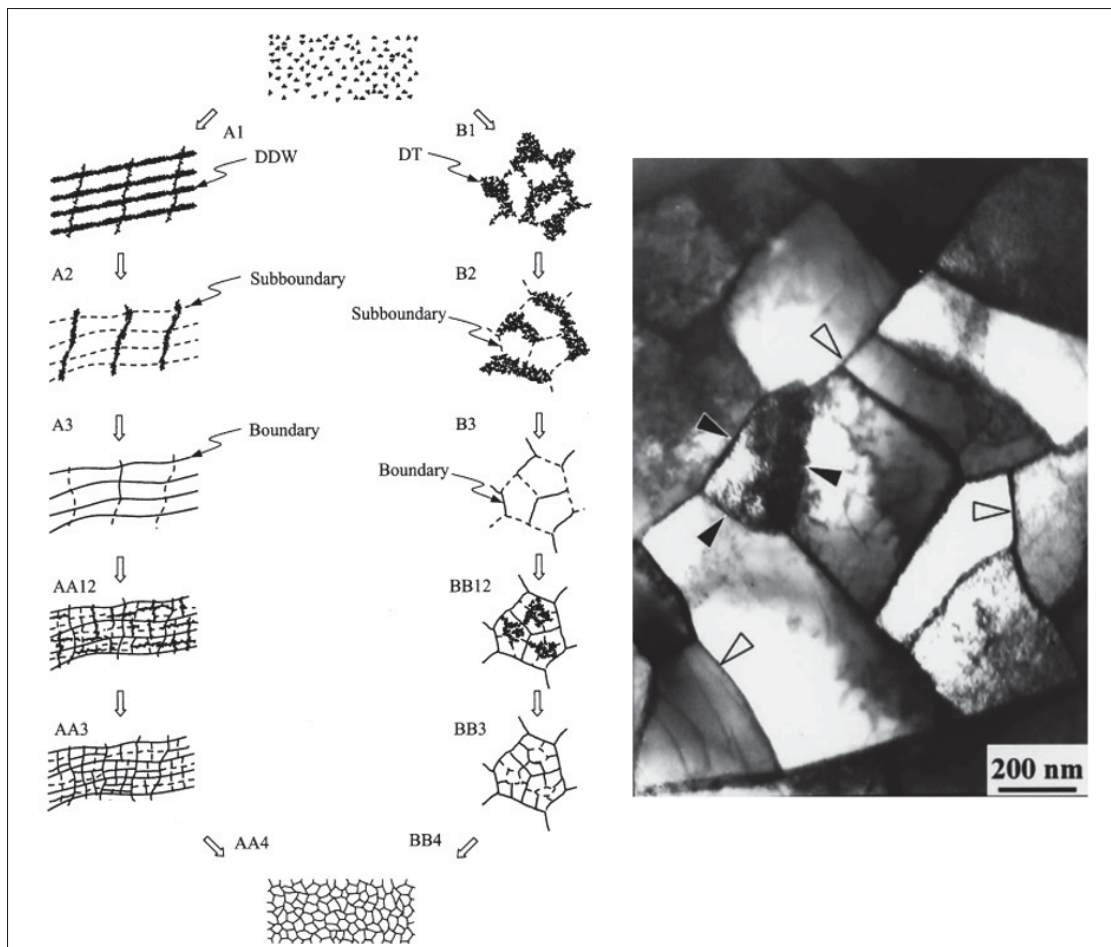 A1
B1
DDW
DT
A2
B2
Subboundary
Subboundary
A3
B3
Boundary
Boundary
AA12
BB12
AA3
BB3
AA4
BB4
200 nm